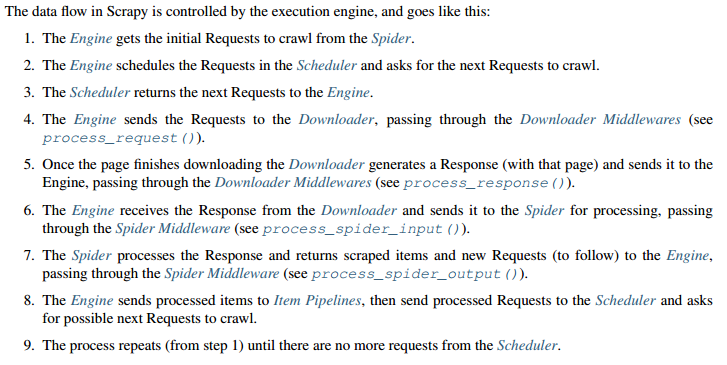 The data flow in Scrapy is controlled by the execution engine, and goes like this:
1. The Engine gets the initial Requests to crawl from the Spider.
2. The Engine schedules the Requests in the Scheduler and asks for the next Requests to crawl.
3. The Scheduler returns the next Requests to the Engine.
4. The Engine sends the Requests to the Downloader, passing through the Downloader Middlewares (see
process_request()).
5. Once the page finishes downloading the Downloader generates a Response (with that page) and sends it to the
Engine, passing through the Downloader Middlewares (see process_response()).
6. The Engine receives the Response from the Downloader and sends it to the Spider for processing, passing
through the Spider Middleware (see process_spider_input()).
7. The Spider processes the Response and returns scraped items and new Requests (to follow) to the Engine,
passing through the Spider Middleware (see process_spider_output()).
8. The Engine sends processed items to Item Pipelines, then send processed Requests to the Scheduler and asks
for possible next Requests to crawl.
9. The process repeats (from step 1) until there are no more requests from the Scheduler.